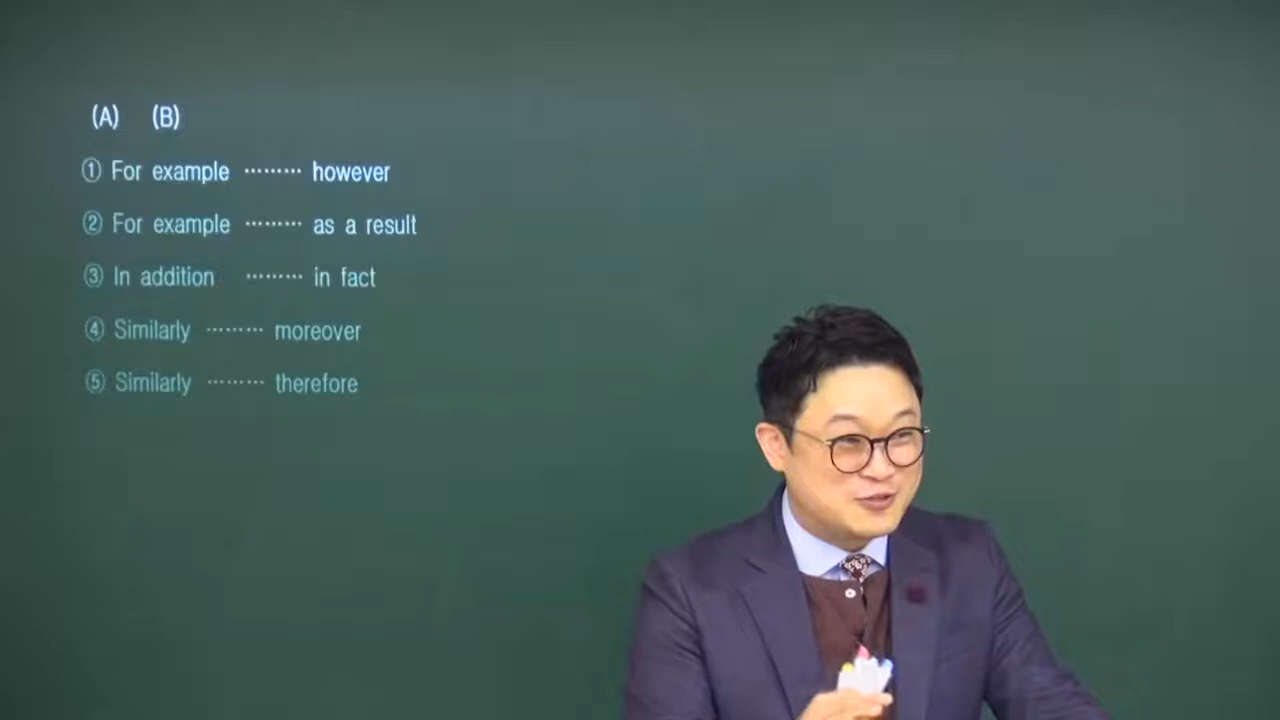 (A) (B)
① For example ……… however
② For example ……… as a result
③ In addition ……… in fact
④ Similarly ……… moreover
⑤ Similarly ……… therefore